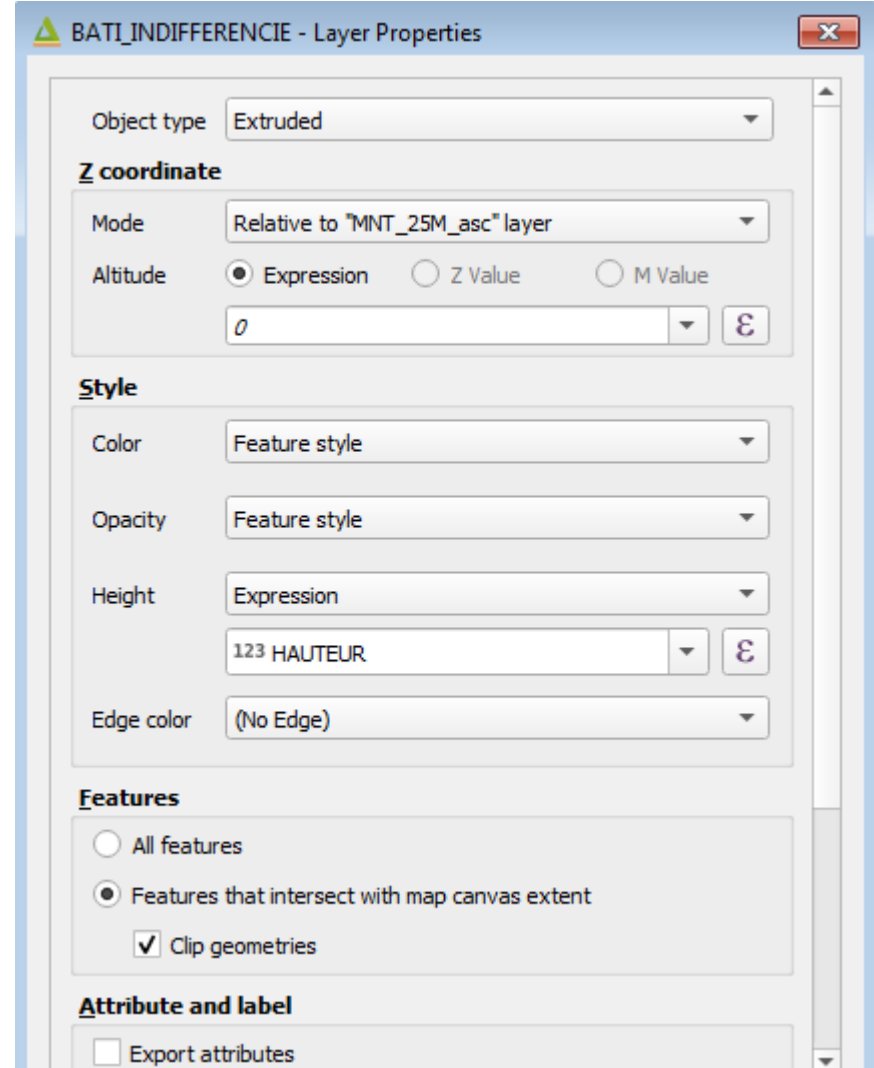 BATI_INDIFFERENCIE - Layer Properties
Object type Extruded
Z coordinate
Mode Relative to "MNT_25M_asc" layer
Altitude Expression Z Value M Value
0 ε
Style
Color Feature style
Opacity Feature style
Height Expression
123 HAUTEUR ε
Edge color (No Edge)
Features
All features
Features that intersect with map canvas extent
Clip geometries
Attribute and label
Export attributes